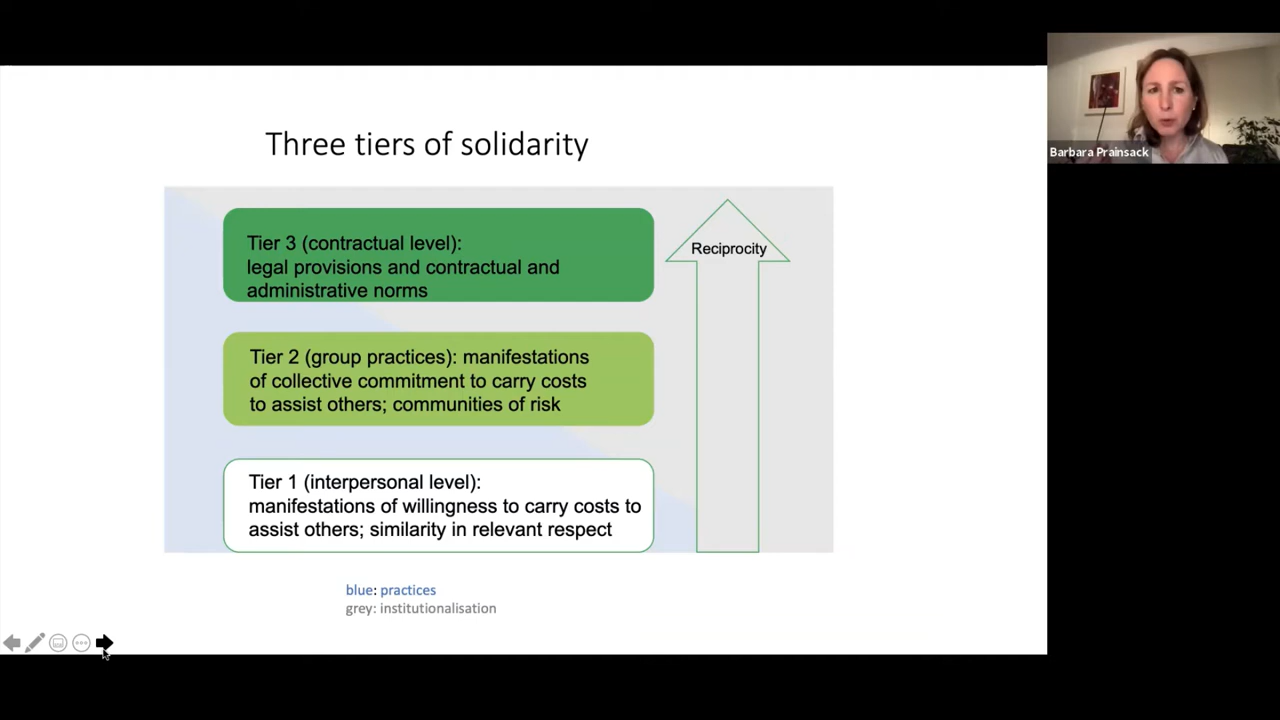 Three tiers of solidarity
Tier 3 (contractual level):
legal provisions and contractual and
administrative norms
Reciprocity
Tier 2 (group practices): manifestations
of collective commitment to carry costs
to assist others; communities of risk
Tier 1 (interpersonal level):
manifestations of willingness to carry costs to
assist others; similarity in relevant respect
blue: practices
grey: institutionalisation
Barbara Prainsack